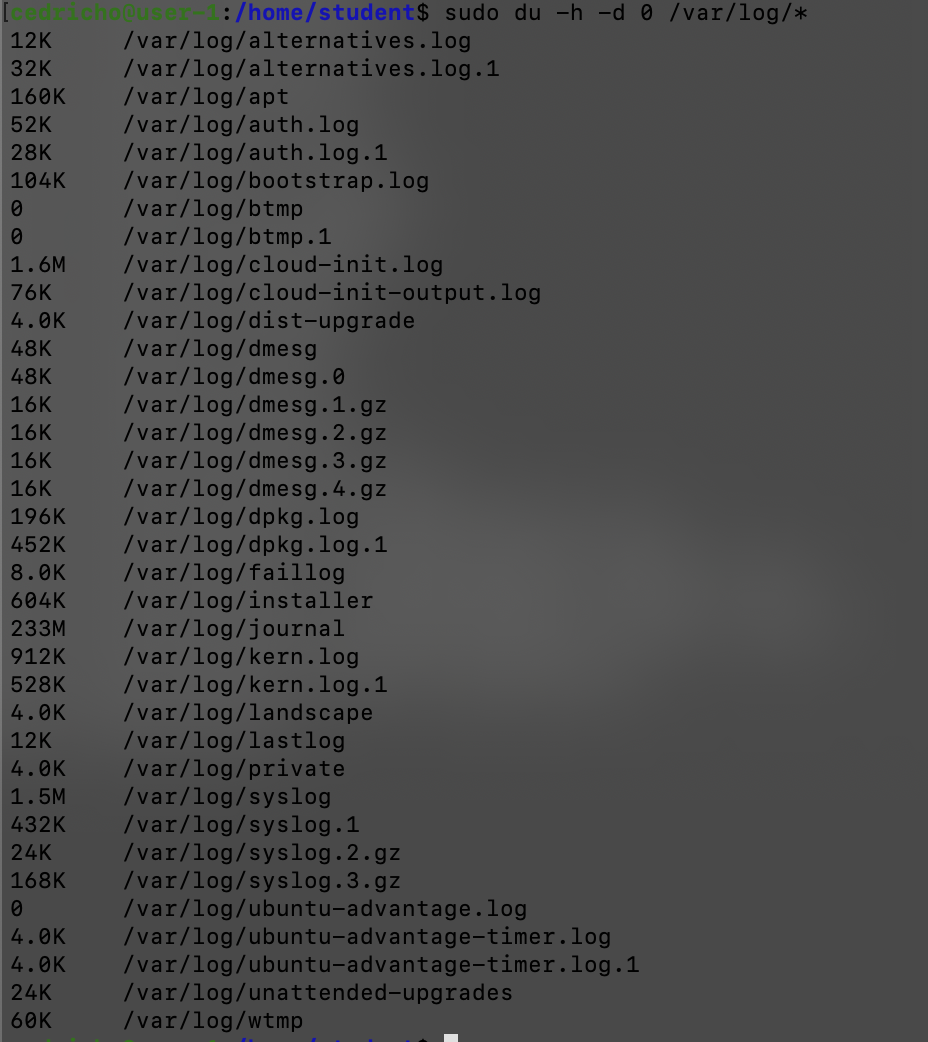 [cedricho@user-1:/home/student$ sudo du -h -d 0 /var/log/*
12K /var/log/alternatives.log
32K /var/log/alternatives.log.1
160K /var/log/apt
52K /var/log/auth.log
28K /var/log/auth.log.1
104K /var/log/bootstrap.log
0 /var/log/btmp
0 /var/log/btmp.1
1.6M /var/log/cloud-init.log
76K /var/log/cloud-init-output.log
4.0K /var/log/dist-upgrade
48K /var/log/dmesg
48K /var/log/dmesg.0
16K /var/log/dmesg.1.gz
16K /var/log/dmesg.2.gz
16K /var/log/dmesg.3.gz
16K /var/log/dmesg.4.gz
196K /var/log/dpkg.log
452K /var/log/dpkg.log.1
8.0K /var/log/faillog
604K /var/log/installer
233M /var/log/journal
912K /var/log/kern.log
528K /var/log/kern.log.1
4.0K /var/log/landscape
12K /var/log/lastlog
4.0K /var/log/private
1.5M /var/log/syslog
432K /var/log/syslog.1
24K /var/log/syslog.2.gz
168K /var/log/syslog.3.gz
0 /var/log/ubuntu-advantage.log
4.0K /var/log/ubuntu-advantage-timer.log
4.0K /var/log/ubuntu-advantage-timer.log.1
24K /var/log/unattended-upgrades
60K /var/log/wtmp